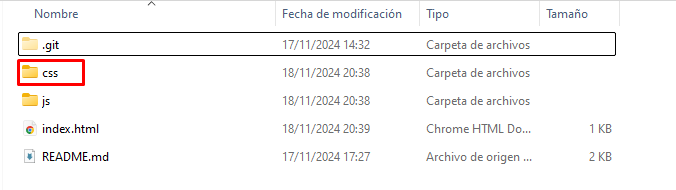 Nombre Fecha de modificación Tipo Tamaño
.git 17/11/2024 14:32 Carpeta de archivos
css 18/11/2024 20:38 Carpeta de archivos
js 18/11/2024 20:38 Carpeta de archivos
index.html 18/11/2024 20:39 Chrome HTML Do... 1 KB
README.md 17/11/2024 17:27 Archivo de origen ... 2 KB